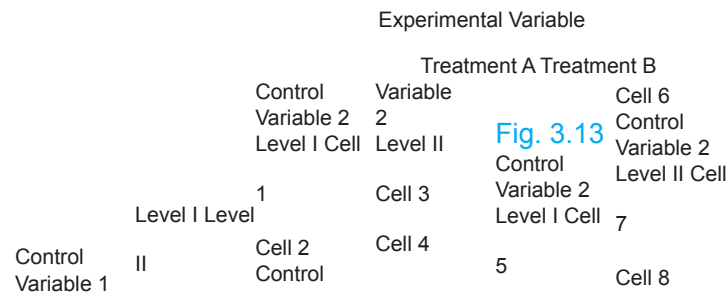 Experimental Variable
Treatment A Treatment B
Control
Variable 2
Level I Cell
1
Cell 2
Control
Variable
2
Level II
Cell 3
Cell 4
Fig. 3.13
Control
Variable 2
Level I Cell
5
Cell 6
Control
Variable 2
Level II Cell
7
Cell 8
Level I Level
II
Control
Variable 1